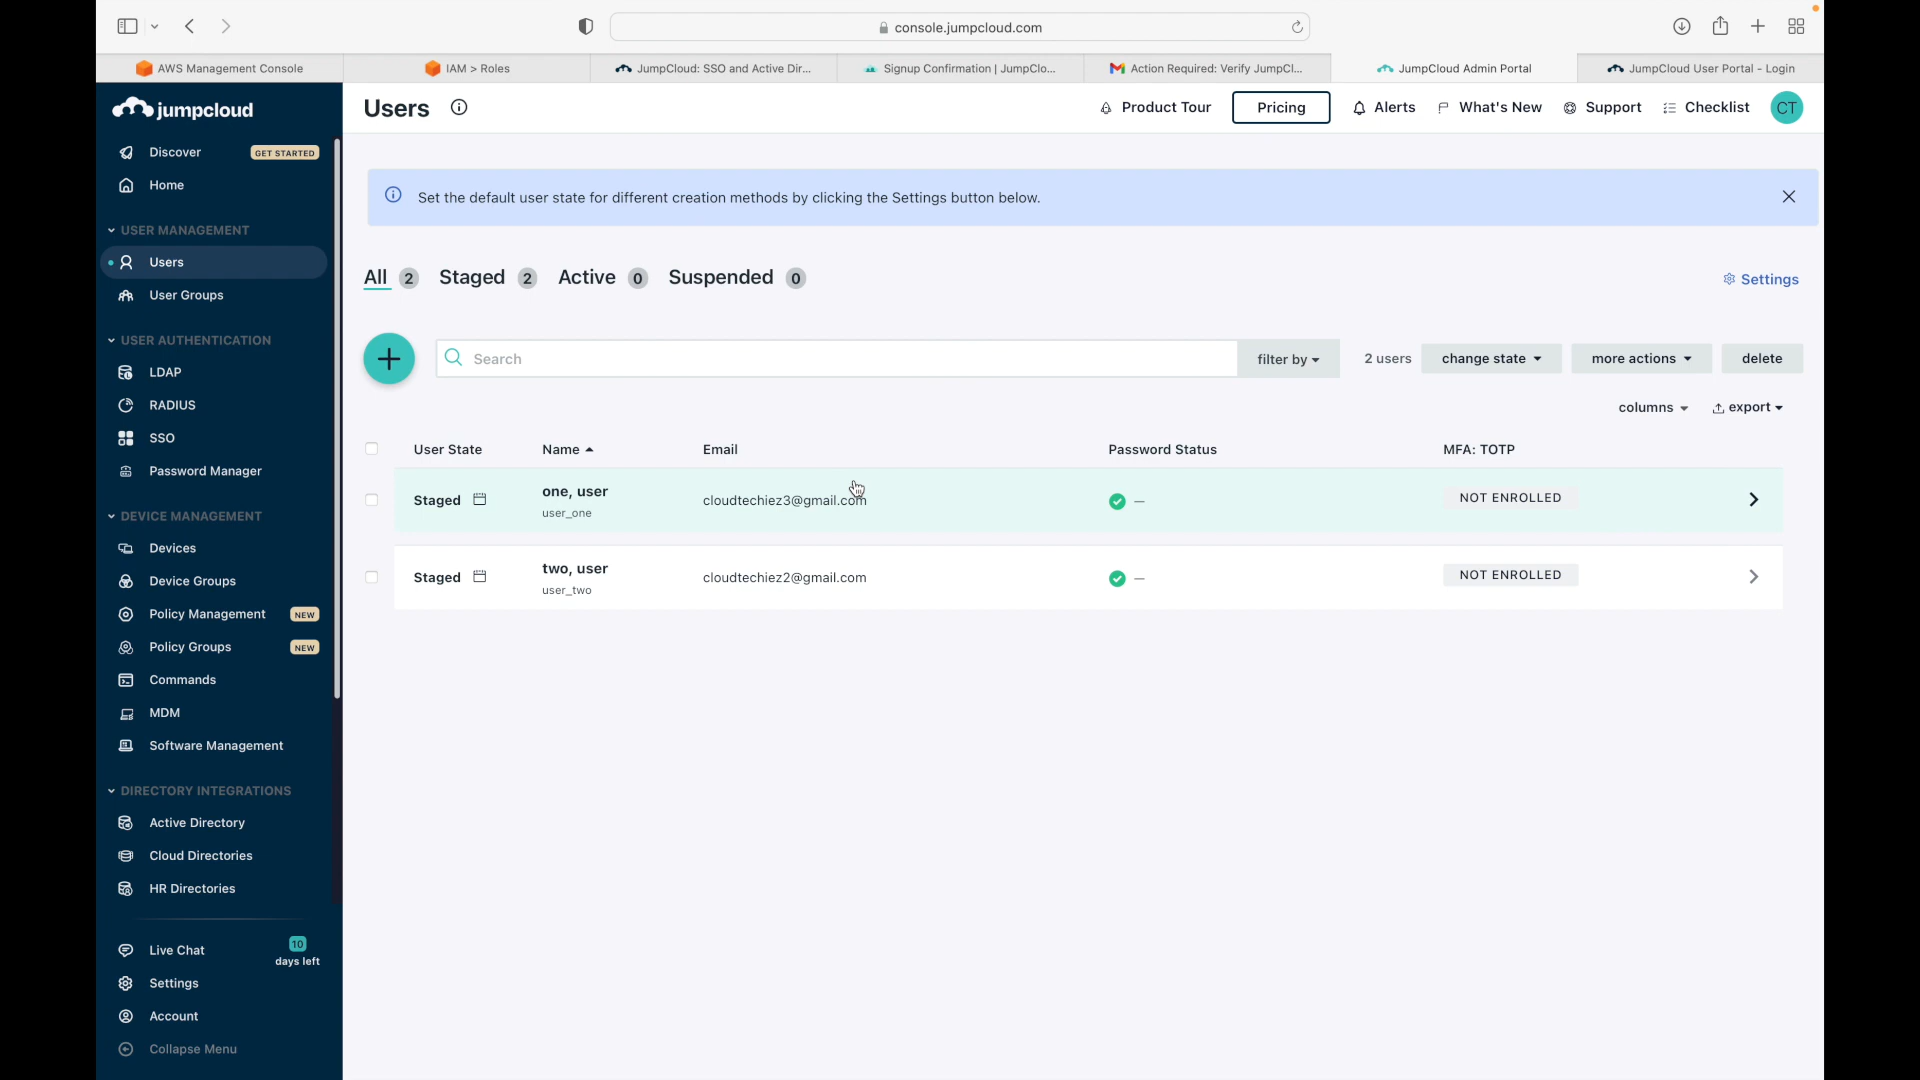 console.jumpcloud.com
AWS Management Console
IAM > Roles
JumpCloud: SSO and Active Dir...
Signup Confirmation | JumpClo...
Action Required: Verify JumpCl...
JumpCloud Admin Portal
JumpCloud User Portal - Login
jumpcloud
Users
Product Tour
Pricing
Alerts
What's New
Support
Checklist
CT
Discover GET STARTED
Home
USER MANAGEMENT
Users
User Groups
USER AUTHENTICATION
LDAP
RADIUS
SSO
Password Manager
DEVICE MANAGEMENT
Devices
Device Groups
Policy Management NEW
Policy Groups NEW
Commands
MDM
Software Management
DIRECTORY INTEGRATIONS
Active Directory
Cloud Directories
HR Directories
Live Chat 10
days left
Settings
Account
Collapse Menu
Set the default user state for different creation methods by clicking the Settings button below.
All 2 Staged 2 Active 0 Suspended 0
Settings
Search
filter by
2 users
change state
more actions
delete
columns
export
User State Name Email Password Status MFA: TOTP
Staged one, user cloudtechiez3@gmail.com – NOT ENROLLED
user_one
Staged two, user cloudtechiez2@gmail.com – NOT ENROLLED
user_two